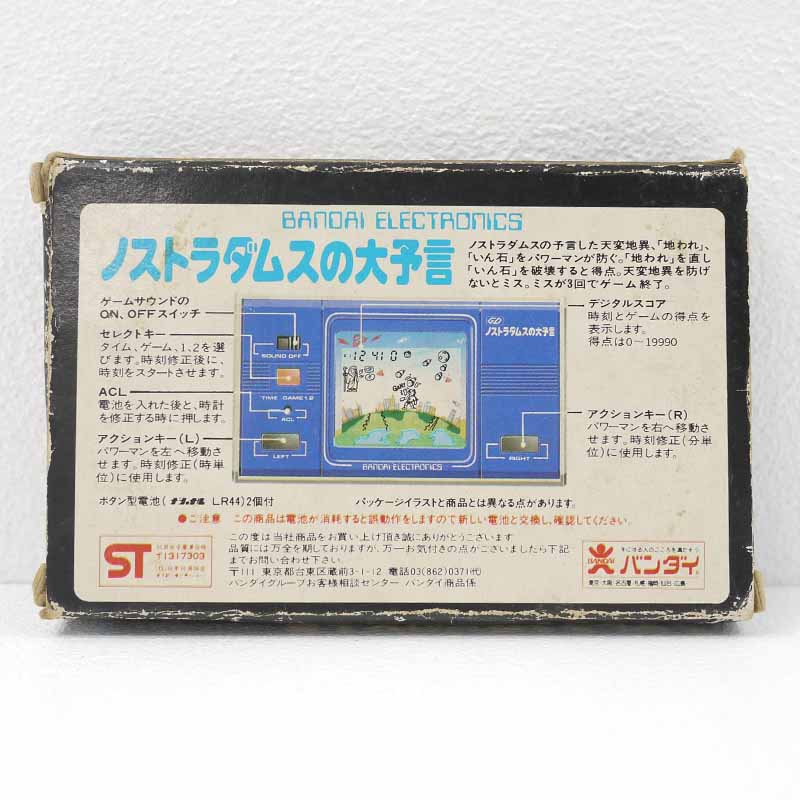 BANDAI ELECTRONICS
ノストラダムスの大予言
ノストラダムスの予言した天変地異、「地われ」、
「いん石」をパワーマンが防ぐ。「地われ」を直し
「いん石」を破壊すると得点。天変地異を防げ
ないとミス。ミスが3回でゲーム終了。
ゲームサウンドの
ON、OFFスイッチ
セレクトキー
タイム、ゲーム、1、2を選
びます。時刻修正後に、
時刻をスタートさせます。
ACL
電池を入れた後と、時計
を修正する時に押します。
アクションキー(L)
パワーマンを左へ移動さ
せます。時刻修正(時単
位)に使用します。
SOUND OFF
TIME GAME 1.2
ACL
LEFT
12410
BANDAI ELECTRONICS
GD
ノストラダムスの大予言
RIGHT
デジタルスコア
時刻とゲームの得点を
表示します。
得点は0〜19990
アクションキー(R)
パワーマンを右へ移動さ
せます。時刻修正(分単
位)に使用します。
ボタン型電池( LR44)2個付
パッケージイラストと商品とは異なる点があります。
●ご注意 この商品は電池が消耗すると誤動作をしますので新しい電池と交換し、確認してください。
ST
T1317303
この度は当社商品をお買い上げ頂き誠にありがとうございます
品質には万全を期しておりますが、万一お気付きの点がございましたら下記
までお問い合わせ下さい。
〒111 東京都台東区蔵前3-1-12 電話03(862)0371(代)
バンダイグループお客様相談センター バンダイ商品係
BANDAI
バンダイ
東京・大阪・名古屋・札幌・福岡・仙台・広島